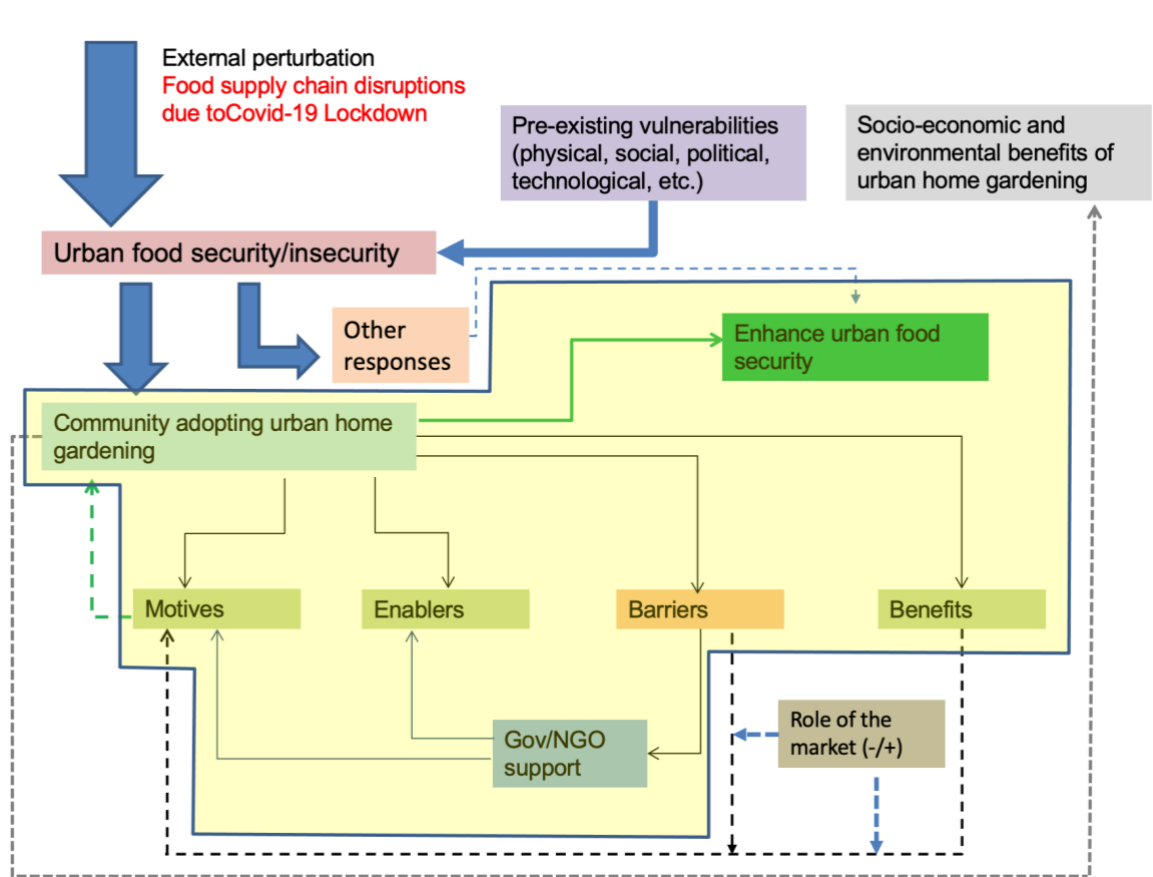 External perturbation
Food supply chain disruptions
due toCovid-19 Lockdown
Pre-existing vulnerabilities
(physical, social, political,
technological, etc.)
Socio-economic and
environmental benefits of
urban home gardening
Urban food security/insecurity
Other
responses
Enhance urban food
security
Community adopting urban home
gardening
Motives
Enablers
Barriers
Benefits
Gov/NGO
support
Role of the
market (-/+)